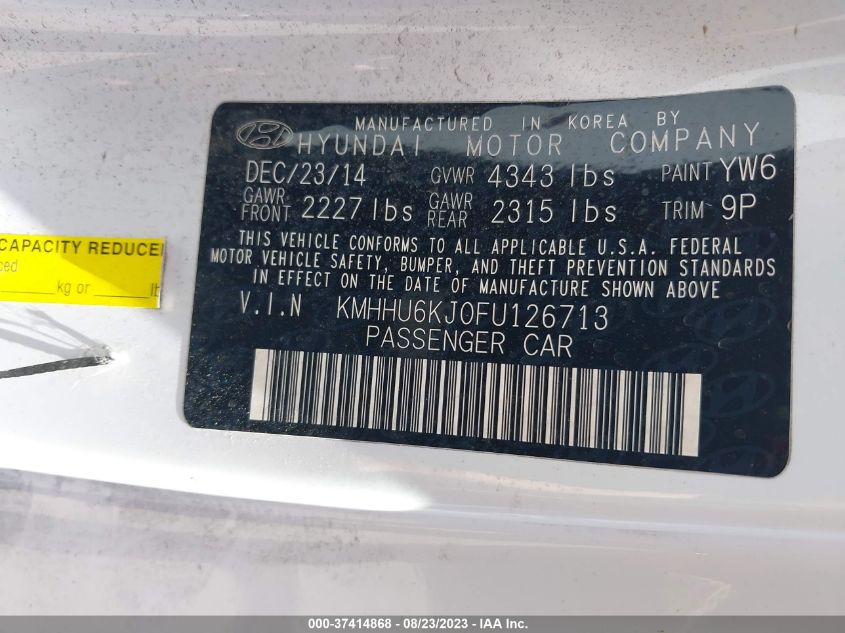 MANUFACTURED IN KOREA BY
HYUNDAI MOTOR COMPANY
DEC/23/14 GVWR 4343 lbs PAINT YW6
GAWR FRONT 2227 lbs GAWR REAR 2315 lbs TRIM 9P
THIS VEHICLE CONFORMS TO ALL APPLICABLE U.S.A. FEDERAL
MOTOR VEHICLE SAFETY, BUMPER, AND THEFT PREVENTION STANDARDS
IN EFFECT ON THE DATE OF MANUFACTURE SHOWN ABOVE
V.I.N KMHHU6KJ0FU126713
PASSENGER CAR
CAPACITY REDUCE
kg or
000-37414868 - 08/23/2023 - IAA Inc.